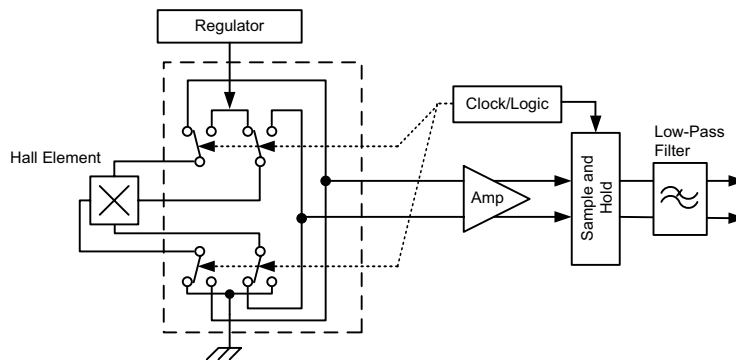 Regulator
Clock/Logic
Low-Pass
Filter
Hall Element
Amp
Sample and
Hold